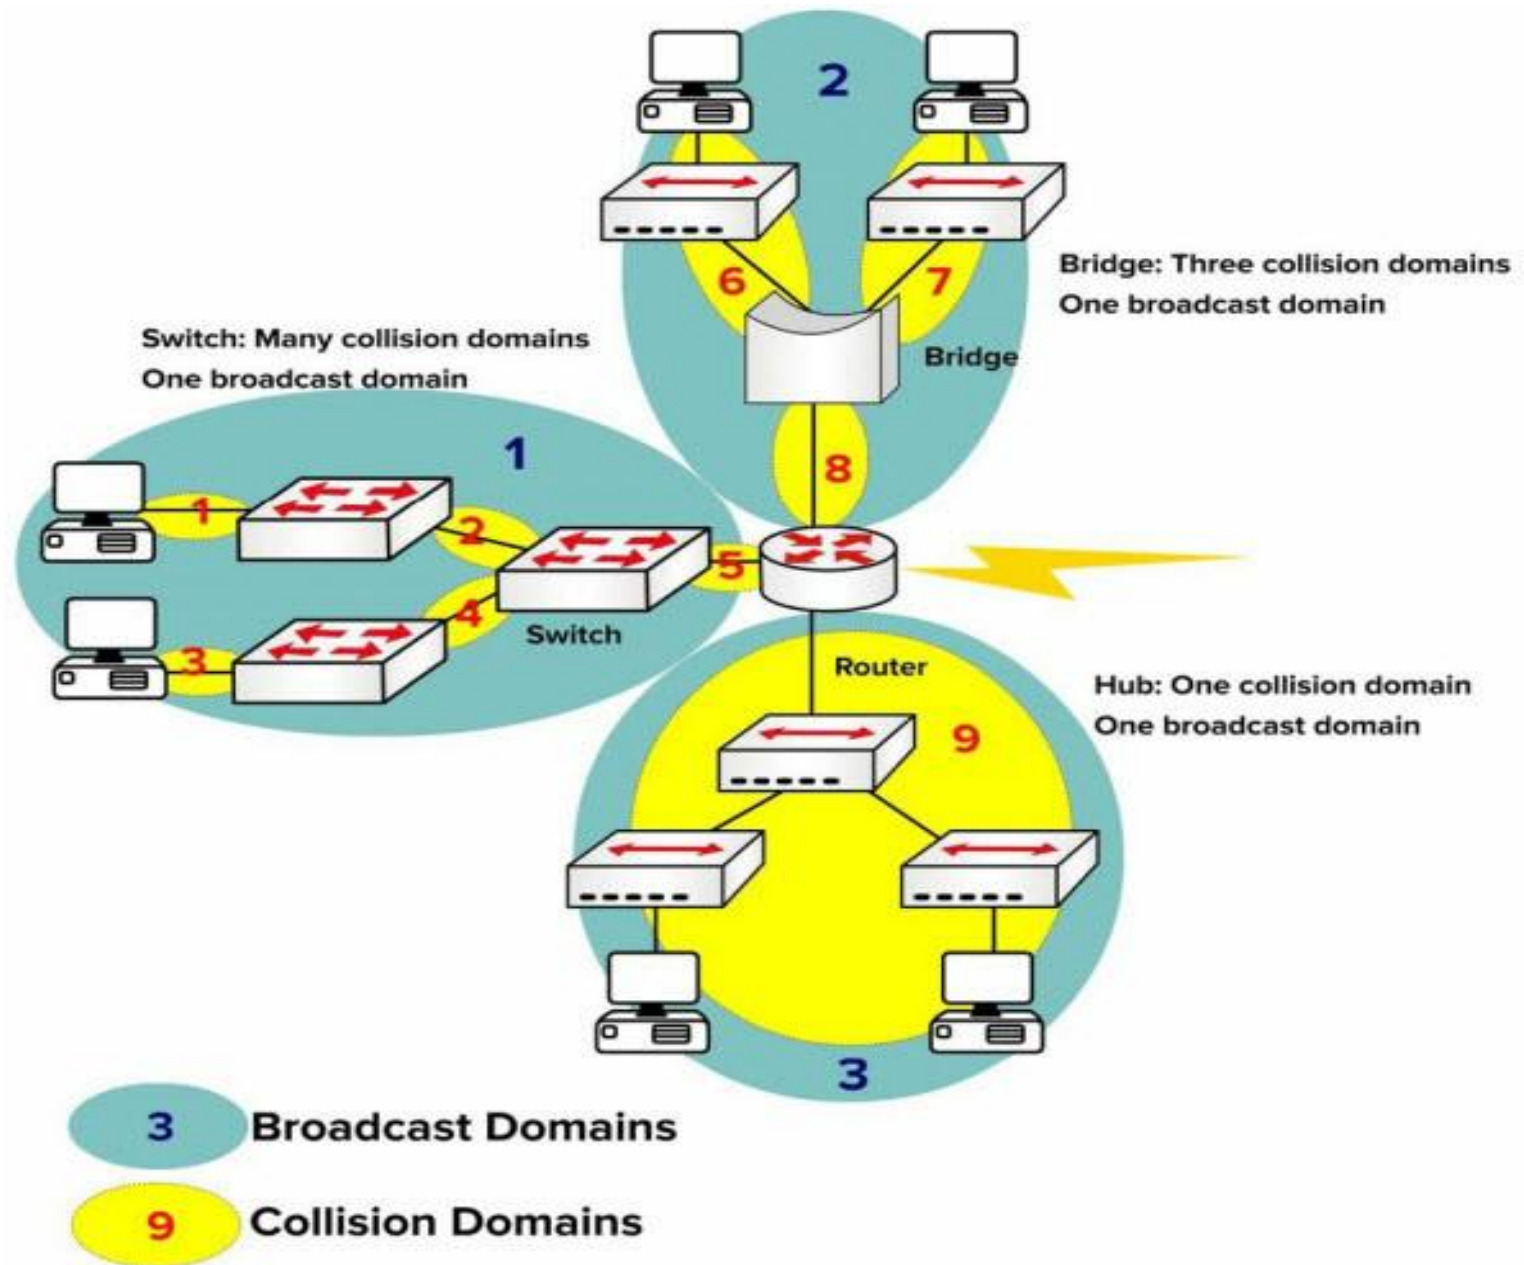 2
6
7
Bridge: Three collision domains
One broadcast domain
Bridge
Switch: Many collision domains
One broadcast domain
1
8
1
2
5
4
Switch
3
Router
Hub: One collision domain
One broadcast domain
9
3
3 Broadcast Domains
9 Collision Domains